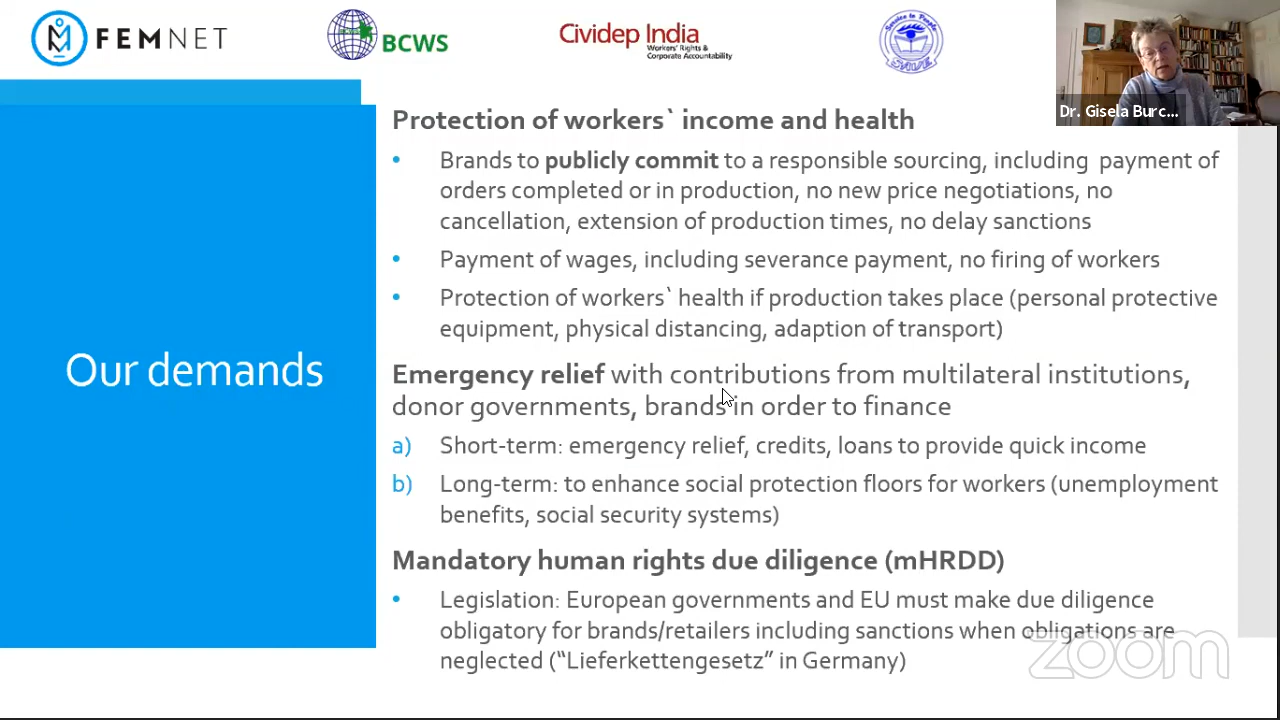 FEMNET
BCWS
Cividep India
Workers' Rights &
Corporate Accountability
Service to People
SAVE
Dr. Gisela Burc...
Our demands
Protection of workers` income and health
• Brands to publicly commit to a responsible sourcing, including payment of
orders completed or in production, no new price negotiations, no
cancellation, extension of production times, no delay sanctions
• Payment of wages, including severance payment, no firing of workers
• Protection of workers` health if production takes place (personal protective
equipment, physical distancing, adaption of transport)
Emergency relief with contributions from multilateral institutions,
donor governments, brands in order to finance
a) Short-term: emergency relief, credits, loans to provide quick income
b) Long-term: to enhance social protection floors for workers (unemployment
benefits, social security systems)
Mandatory human rights due diligence (mHRDD)
• Legislation: European governments and EU must make due diligence
obligatory for brands/retailers including sanctions when obligations are
neglected (“Lieferkettengesetz” in Germany)
zoom